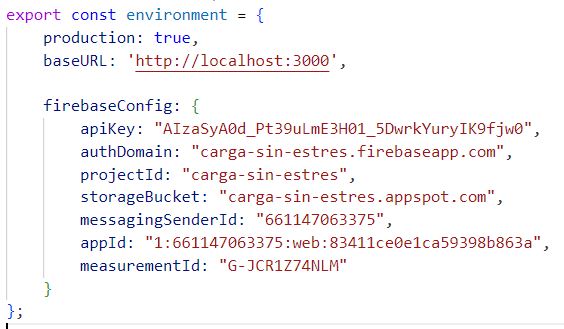 export const environment = {
production: true,
baseURL: 'http://localhost:3000',
firebaseConfig: {
apiKey: "AIzaSyA0d_Pt39uLmE3H01_5DwrkYuryIK9fjw0",
authDomain: "carga-sin-estres.firebaseapp.com",
projectId: "carga-sin-estres",
storageBucket: "carga-sin-estres.appspot.com",
messagingSenderId: "661147063375",
appId: "1:661147063375:web:83411ce0e1ca59398b863a",
measurementId: "G-JCR1Z74NLM"
}
};